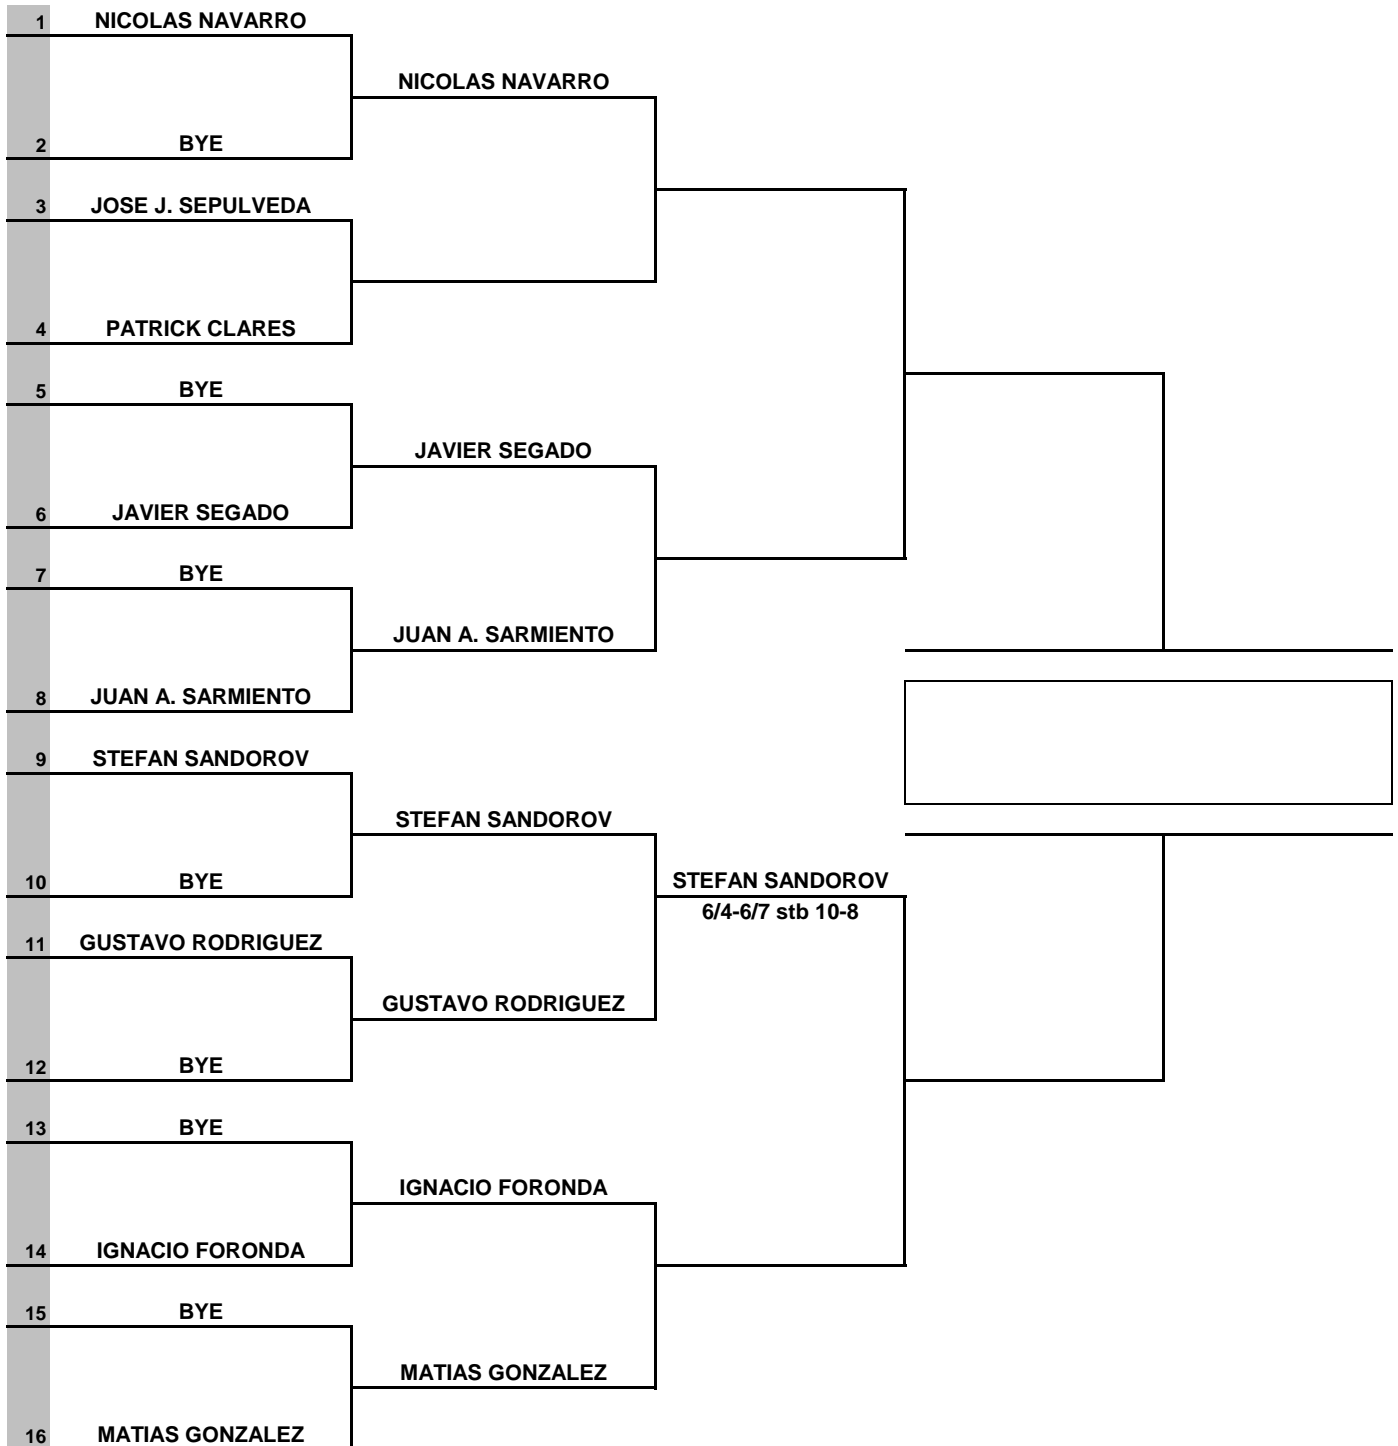 1 NICOLAS NAVARRO
NICOLAS NAVARRO
2 BYE
3 JOSE J. SEPULVEDA
4 PATRICK CLARES
5 BYE
JAVIER SEGADO
6 JAVIER SEGADO
7 BYE
JUAN A. SARMIENTO
8 JUAN A. SARMIENTO
9 STEFAN SANDOROV
STEFAN SANDOROV
10 BYE
STEFAN SANDOROV
6/4-6/7 stb 10-8
11 GUSTAVO RODRIGUEZ
GUSTAVO RODRIGUEZ
12 BYE
13 BYE
IGNACIO FORONDA
14 IGNACIO FORONDA
15 BYE
MATIAS GONZALEZ
16 MATIAS GONZALEZ